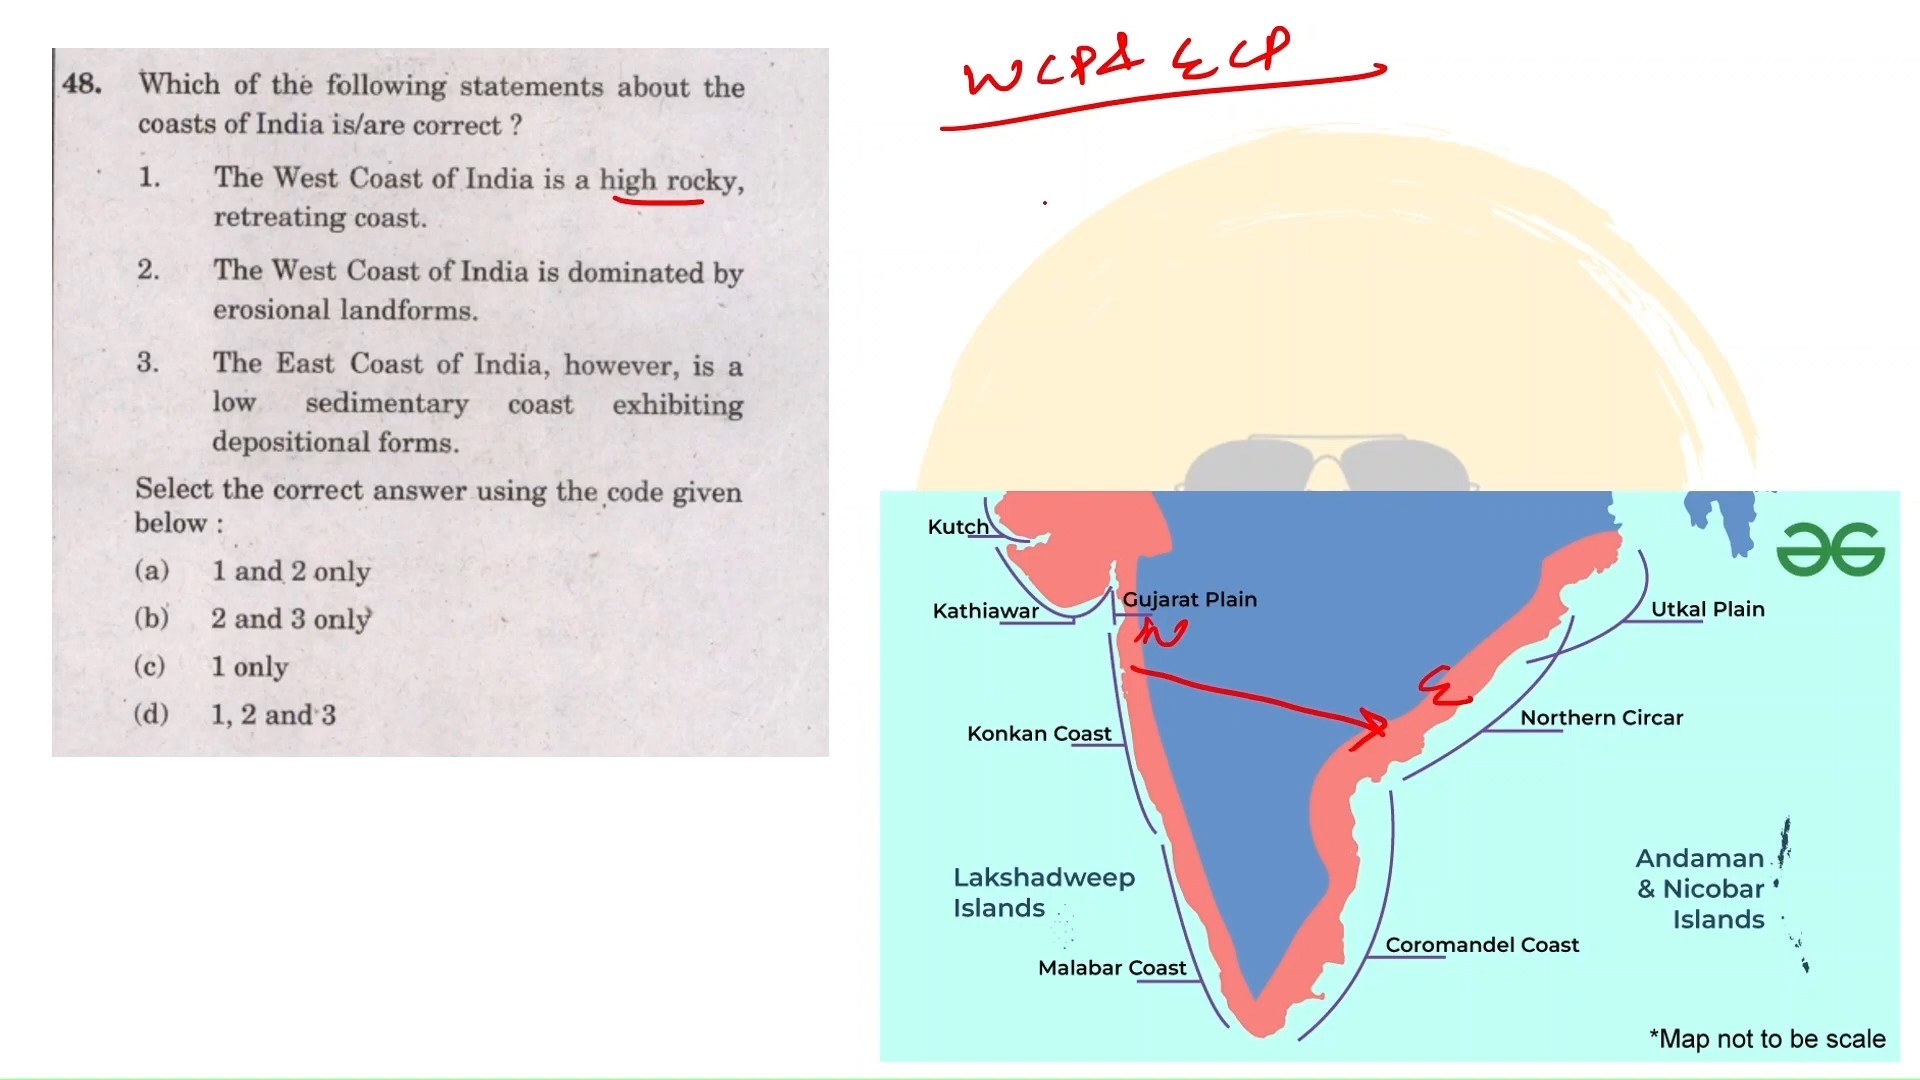 48. Which of the following statements about the
coasts of India is/are correct ?
1. The West Coast of India is a high rocky,
retreating coast.
2. The West Coast of India is dominated by
erosional landforms.
3. The East Coast of India, however, is a
low sedimentary coast exhibiting
depositional forms.
Select the correct answer using the code given
below :
(a) 1 and 2 only
(b) 2 and 3 only
(c) 1 only
(d) 1, 2 and 3
WCP & ECP
Kutch
Kathiawar
Gujarat Plain
W
E
Utkal Plain
Konkan Coast
Northern Circar
Lakshadweep
Islands
Andaman
& Nicobar
Islands
Malabar Coast
Coromandel Coast
*Map not to be scale